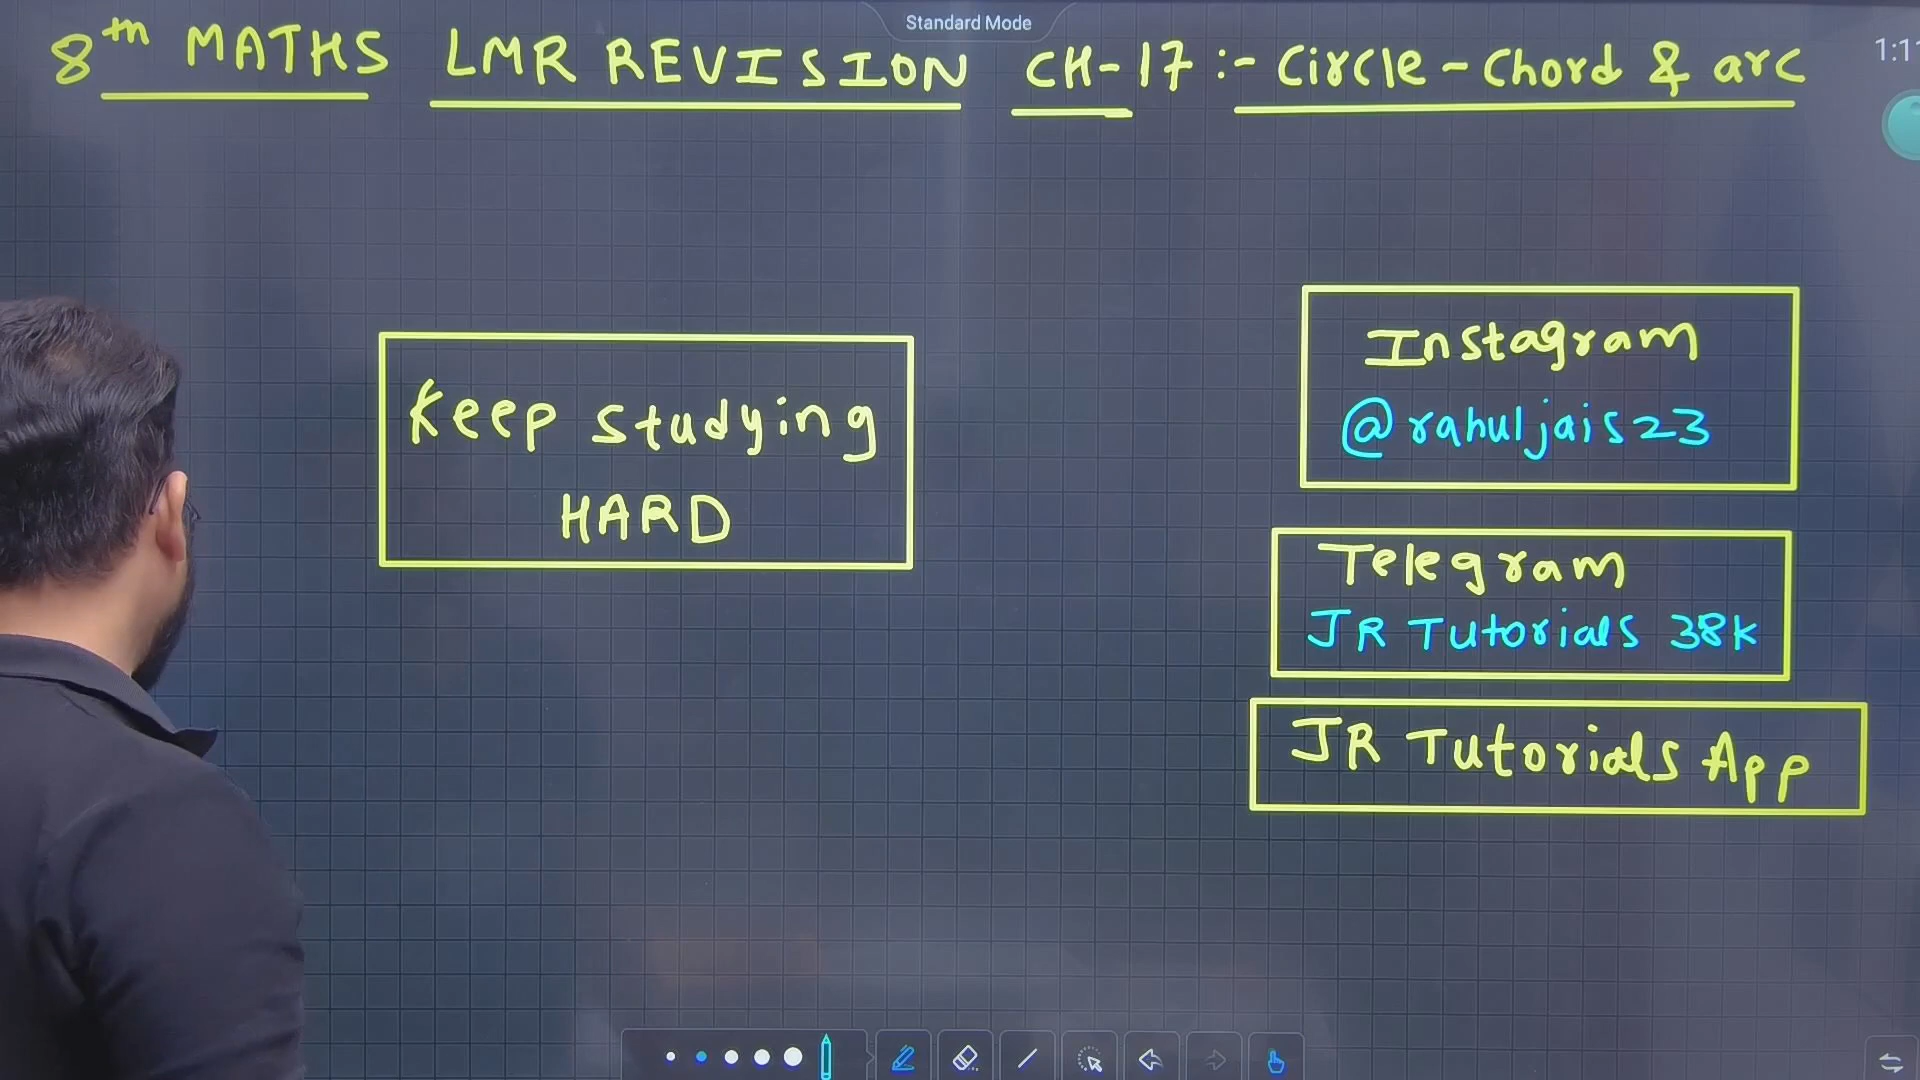 Standard Mode
8th MATHS LMR REVISION CH-17 :- Circle - Chord & arc
1:11
Keep studying
HARD
Instagram
@rahuljais23
Telegram
JR Tutorials 38K
JR Tutorials App